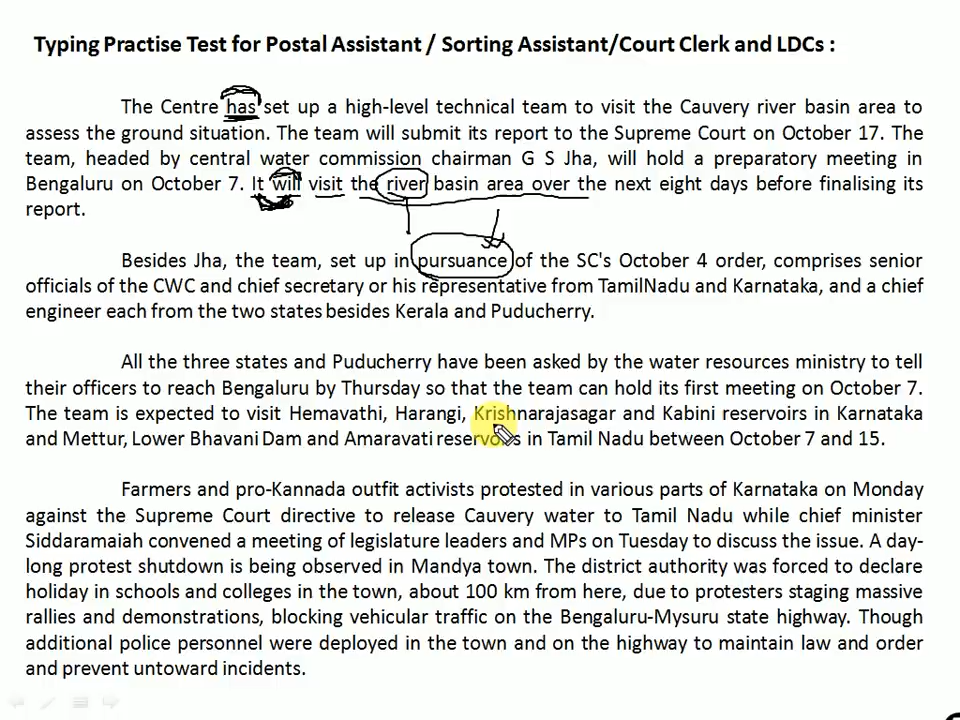 Typing Practise Test for Postal Assistant / Sorting Assistant/Court Clerk and LDCs :
The Centre has set up a high-level technical team to visit the Cauvery river basin area to
assess the ground situation. The team will submit its report to the Supreme Court on October 17. The
team, headed by central water commission chairman G S Jha, will hold a preparatory meeting in
Bengaluru on October 7. It will visit the river basin area over the next eight days before finalising its
report.
Besides Jha, the team, set up in pursuance of the SC's October 4 order, comprises senior
officials of the CWC and chief secretary or his representative from TamilNadu and Karnataka, and a chief
engineer each from the two states besides Kerala and Puducherry.
All the three states and Puducherry have been asked by the water resources ministry to tell
their officers to reach Bengaluru by Thursday so that the team can hold its first meeting on October 7.
The team is expected to visit Hemavathi, Harangi, Krishnarajasagar and Kabini reservoirs in Karnataka
and Mettur, Lower Bhavani Dam and Amaravati reservoirs in Tamil Nadu between October 7 and 15.
Farmers and pro-Kannada outfit activists protested in various parts of Karnataka on Monday
against the Supreme Court directive to release Cauvery water to Tamil Nadu while chief minister
Siddaramaiah convened a meeting of legislature leaders and MPs on Tuesday to discuss the issue. A day-
long protest shutdown is being observed in Mandya town. The district authority was forced to declare
holiday in schools and colleges in the town, about 100 km from here, due to protesters staging massive
rallies and demonstrations, blocking vehicular traffic on the Bengaluru-Mysuru state highway. Though
additional police personnel were deployed in the town and on the highway to maintain law and order
and prevent untoward incidents.